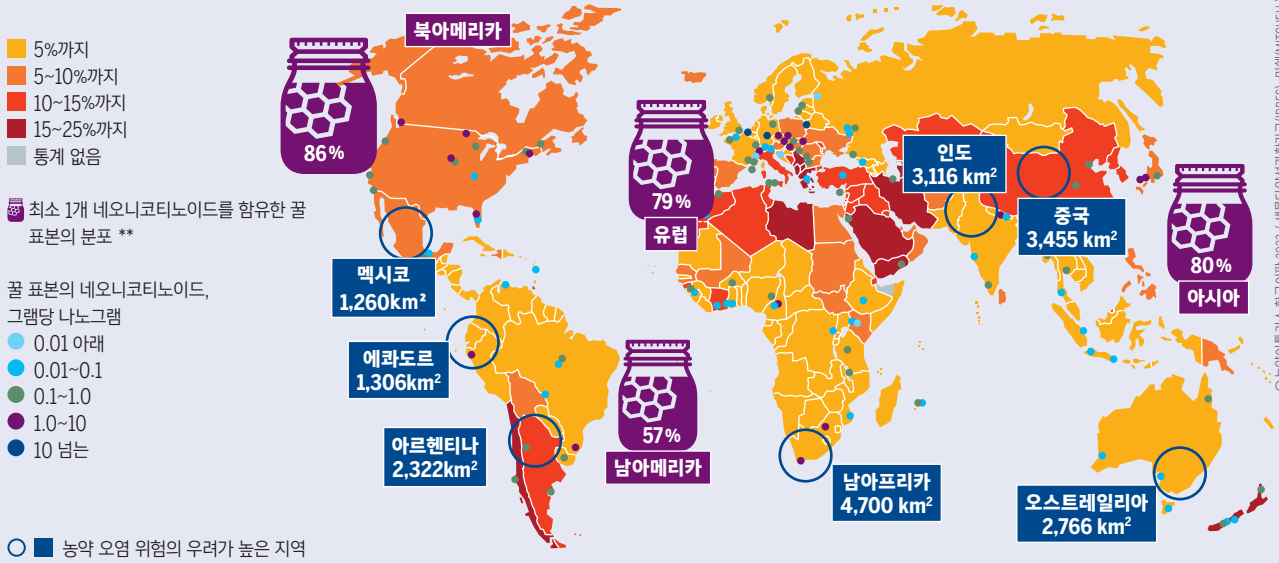 5%까지
5~10%까지
10~15%까지
15~25%까지
통계 없음
최소 1개 네오니코티노이드를 함유한 꿀
표본의 분포 **
꿀 표본의 네오니코티노이드,
그램당 나노그램
0.01 아래
0.01~0.1
0.1~1.0
1.0~10
10 넘는
농약 오염 위험의 우려가 높은 지역
북아메리카
86%
멕시코
1,260km²
에콰도르
1,306km²
아르헨티나
2,322km²
57%
남아메리카
79%
유럽
인도
3,116 km²
중국
3,455 km²
80%
아시아
남아프리카
4,700 km²
오스트레일리아
2,766 km²